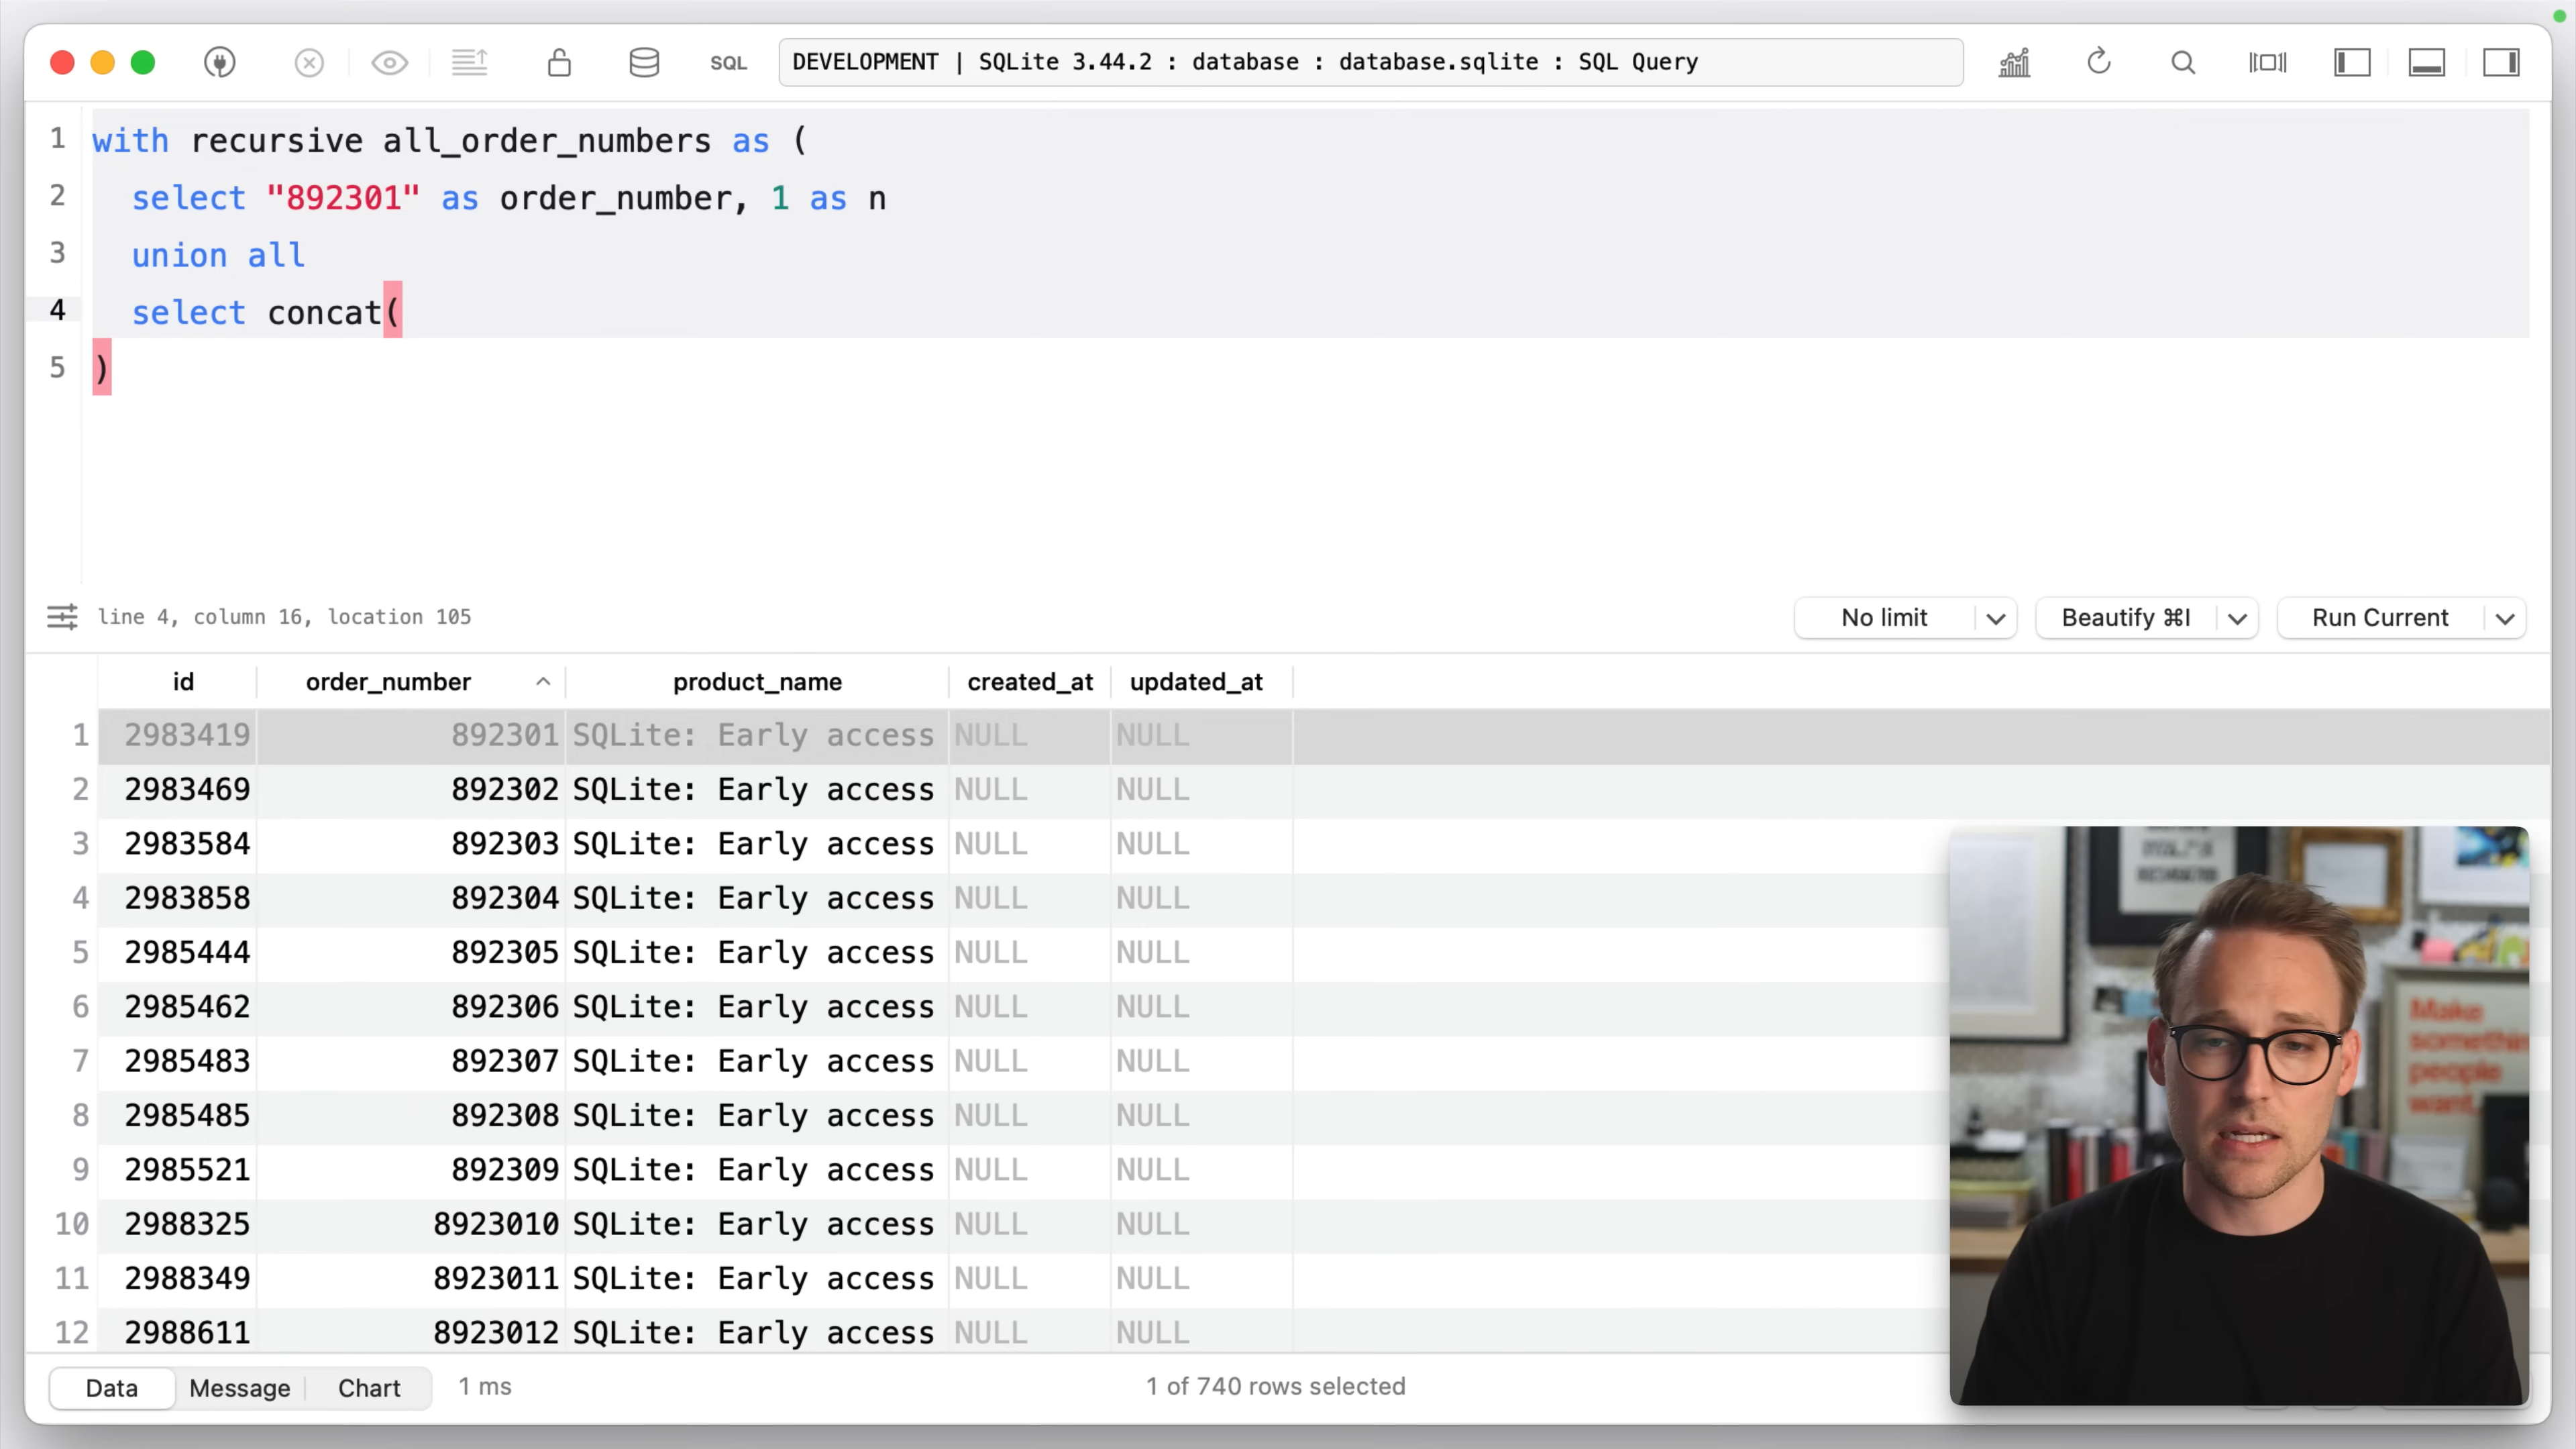 SQL
DEVELOPMENT | SQLite 3.44.2 : database : database.sqlite : SQL Query
1 with recursive all_order_numbers as (
2 select "892301" as order_number, 1 as n
3 union all
4 select concat(
5 )
line 4, column 16, location 105
No limit
Beautify ⌘I
Run Current
id order_number product_name created_at updated_at
1 2983419 892301 SQLite: Early access NULL NULL
2 2983469 892302 SQLite: Early access NULL NULL
3 2983584 892303 SQLite: Early access NULL NULL
4 2983858 892304 SQLite: Early access NULL NULL
5 2985444 892305 SQLite: Early access NULL NULL
6 2985462 892306 SQLite: Early access NULL NULL
7 2985483 892307 SQLite: Early access NULL NULL
8 2985485 892308 SQLite: Early access NULL NULL
9 2985521 892309 SQLite: Early access NULL NULL
10 2988325 8923010 SQLite: Early access NULL NULL
11 2988349 8923011 SQLite: Early access NULL NULL
12 2988611 8923012 SQLite: Early access NULL NULL
Make
people
want
Data Message Chart 1 ms
1 of 740 rows selected